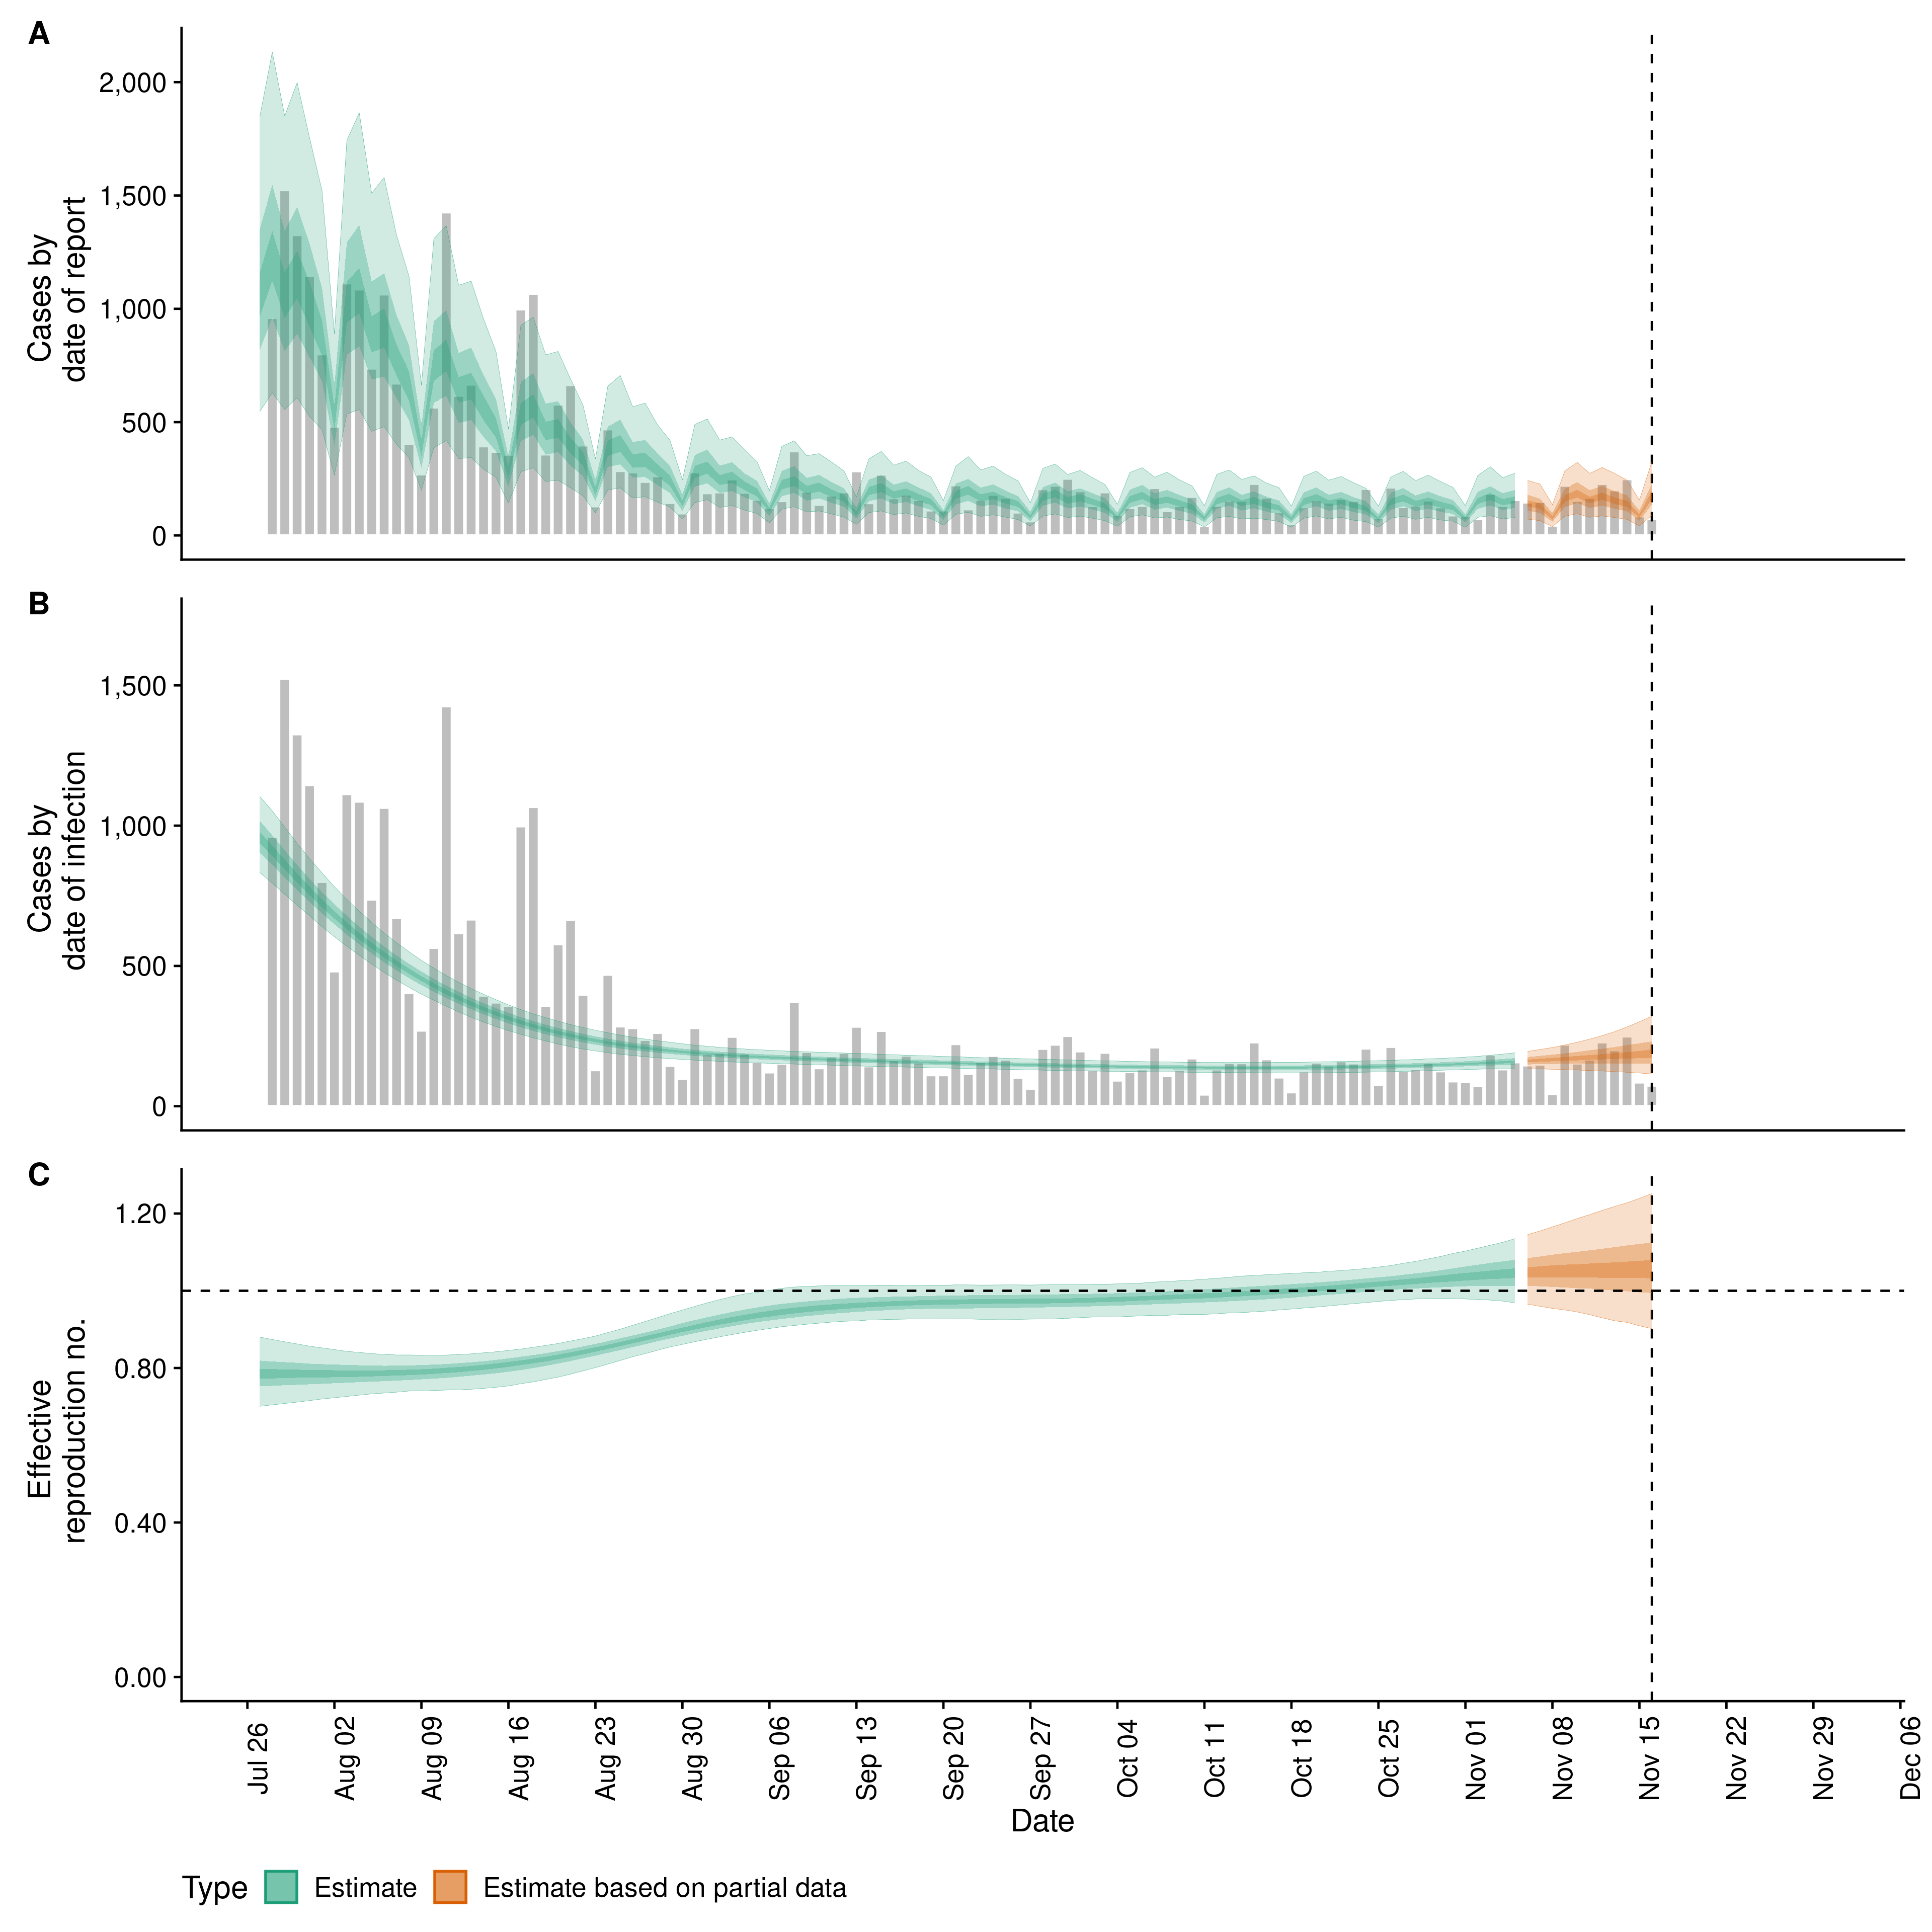 A
Cases by
date of report
2,000
1,500
1,000
500
0
B
Cases by
date of infection
1,500
1,000
500
0
C
Effective
reproduction no.
1.20
0.80
0.40
0.00
Jul 26
Aug 02
Aug 09
Aug 16
Aug 23
Aug 30
Sep 06
Sep 13
Sep 20
Sep 27
Oct 04
Oct 11
Oct 18
Oct 25
Nov 01
Nov 08
Nov 15
Nov 22
Nov 29
Dec 06
Date
Type Estimate Estimate based on partial data